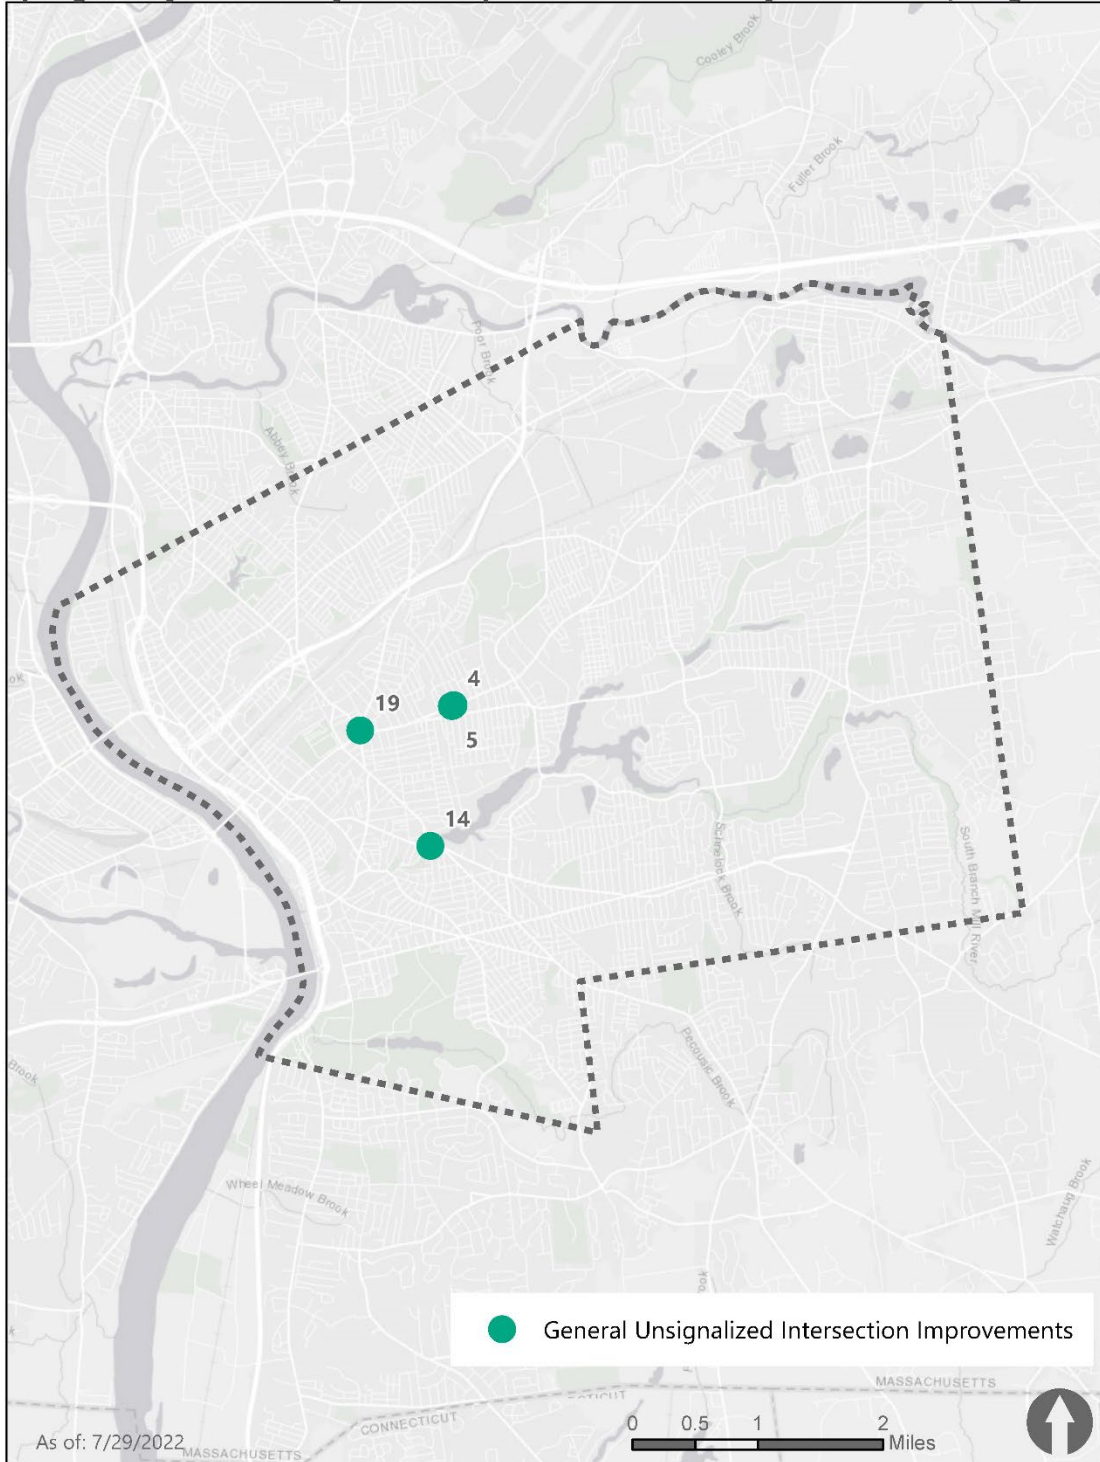 Cooley Brook
Fuller Brook
Poor Brook
Abbey Brook
4
19
5
14
Schneelock Brook
South Branch Mill River
Pecousic Brook
Brook
Wheel Meadow Brook
Watchaug Brook
ook
General Unsignalized Intersection Improvements
MASSACHUSETTS
CONNECTICUT
0 0.5 1 2
Miles
As of: 7/29/2022
MASSACHUSETTS